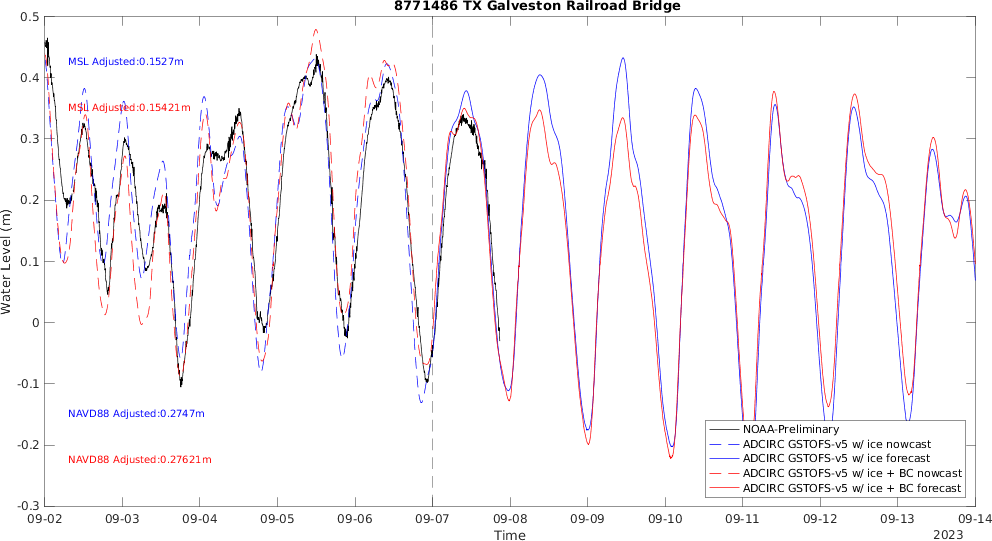 8771486 TX Galveston Railroad Bridge
0.5
0.4
0.3
0.2
0.1
0
-0.1
-0.2
-0.3
Water Level (m)
MSL Adjusted:0.1527m
MSL Adjusted:0.15421m
NAVD88 Adjusted:0.2747m
NAVD88 Adjusted:0.27621m
NOAA-Preliminary
ADCIRC GSTOFS-v5 w/ ice nowcast
ADCIRC GSTOFS-v5 w/ ice forecast
ADCIRC GSTOFS-v5 w/ ice + BC nowcast
ADCIRC GSTOFS-v5 w/ ice + BC forecast
09-02 09-03 09-04 09-05 09-06 09-07 09-08 09-09 09-10 09-11 09-12 09-13 09-14
Time
2023